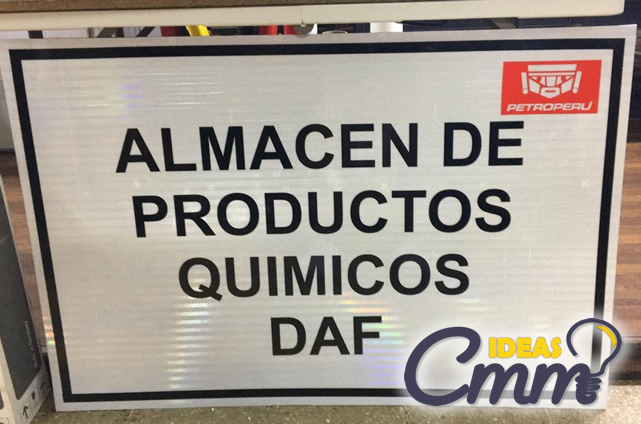 PETROPERU
ALMACEN DE
PRODUCTOS
QUIMICOS
DAF
IDEAS
Cmm